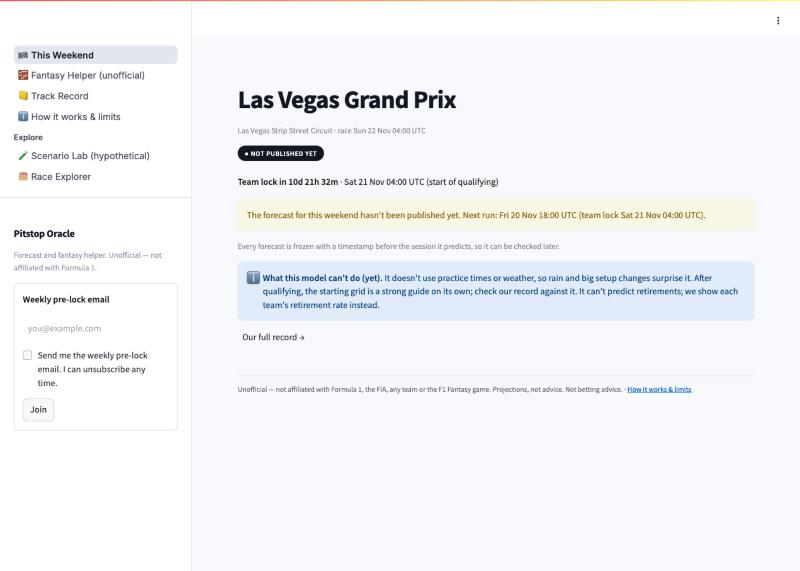 This Weekend
Fantasy Helper (unofficial)
Track Record
How it works & limits
Explore
Scenario Lab (hypothetical)
Race Explorer
Pitstop Oracle
Forecast and fantasy helper. Unofficial — not
affiliated with Formula 1.
Weekly pre-lock email
you@example.com
Send me the weekly pre-lock
email. I can unsubscribe any
time.
Join
Las Vegas Grand Prix
Las Vegas Strip Street Circuit · race Sun 22 Nov 04:00 UTC
● NOT PUBLISHED YET
Team lock in 10d 21h 32m · Sat 21 Nov 04:00 UTC (start of qualifying)
The forecast for this weekend hasn't been published yet. Next run: Fri 20 Nov 18:00 UTC (team lock Sat 21 Nov 04:00 UTC).
Every forecast is frozen with a timestamp before the session it predicts, so it can be checked later.
What this model can't do (yet). It doesn't use practice times or weather, so rain and big setup changes surprise it. After
qualifying, the starting grid is a strong guide on its own; check our record against it. It can't predict retirements; we show each
team's retirement rate instead.
Our full record →
Unofficial — not affiliated with Formula 1, the FIA, any team or the F1 Fantasy game. Projections, not advice. Not betting advice. · How it works & limits